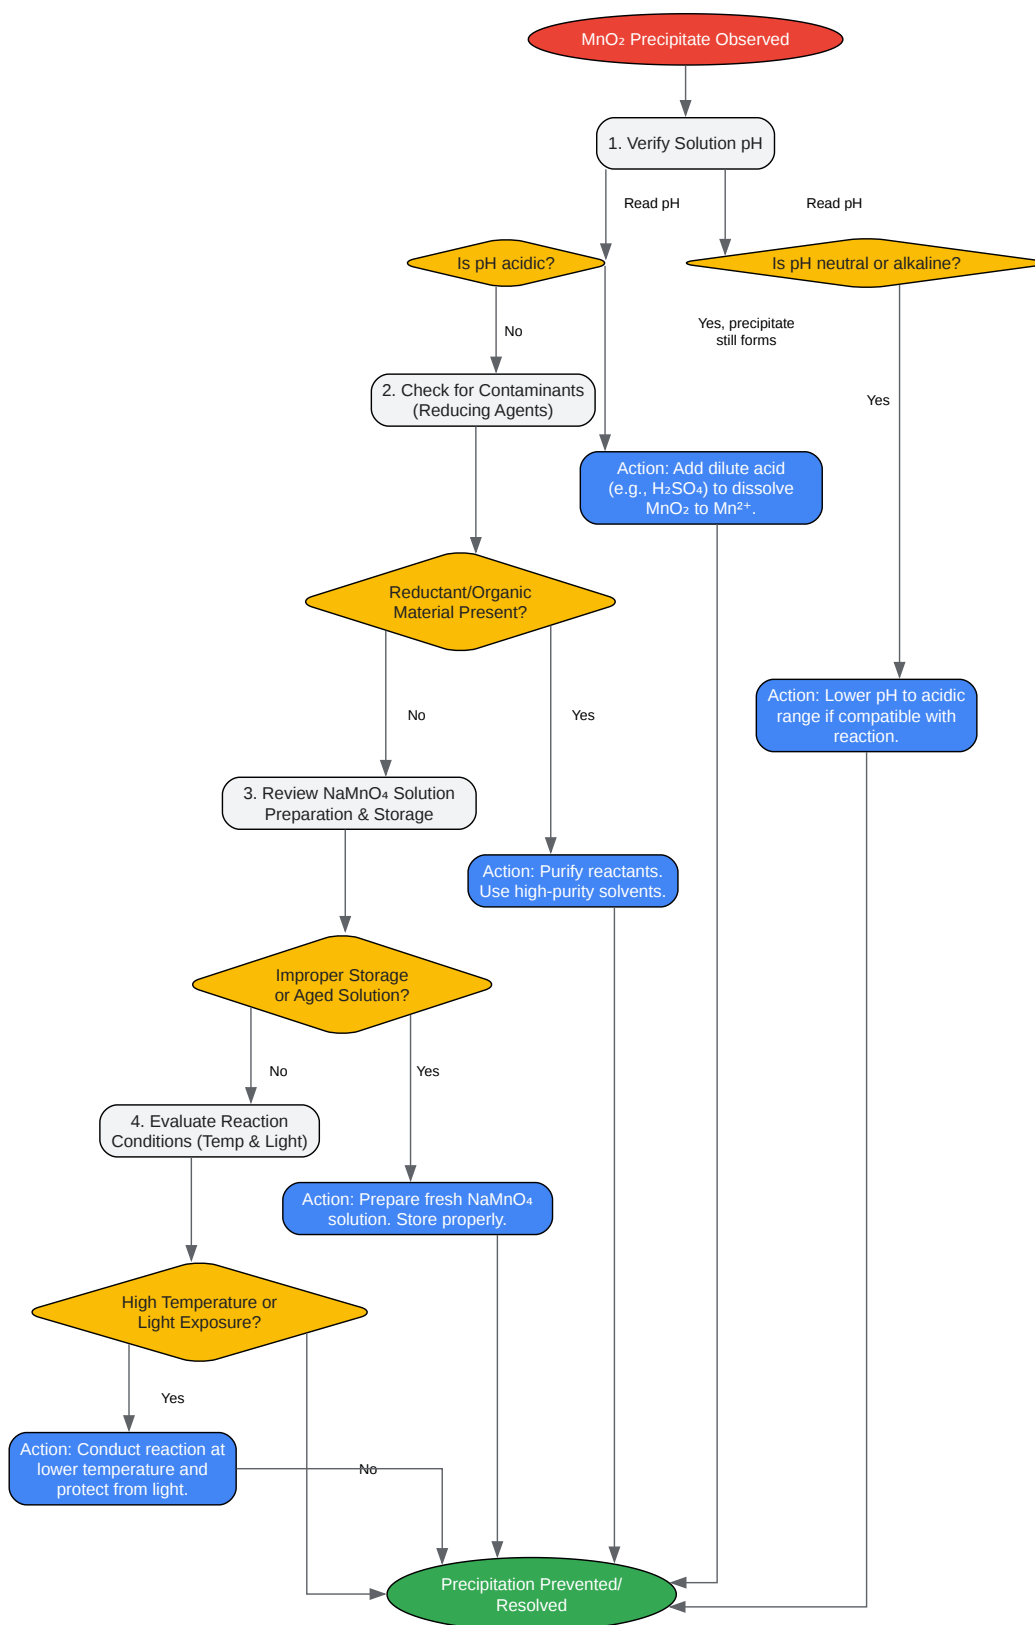 MnO₂ Precipitate Observed
1. Verify Solution pH
Read pH
Read pH
Is pH acidic?
Is pH neutral or alkaline?
No
Yes, precipitate
still forms
2. Check for Contaminants
(Reducing Agents)
Yes
Action: Add dilute acid
(e.g., H₂SO₄) to dissolve
MnO₂ to Mn²⁺.
Reductant/Organic
Material Present?
No
Yes
Action: Lower pH to acidic
range if compatible with
reaction.
3. Review NaMnO₄ Solution
Preparation & Storage
Action: Purify reactants.
Use high-purity solvents.
Improper Storage
or Aged Solution?
No
Yes
4. Evaluate Reaction
Conditions (Temp & Light)
Action: Prepare fresh NaMnO₄
solution. Store properly.
High Temperature or
Light Exposure?
Yes
Action: Conduct reaction at
lower temperature and
protect from light.
No
Precipitation Prevented/
Resolved